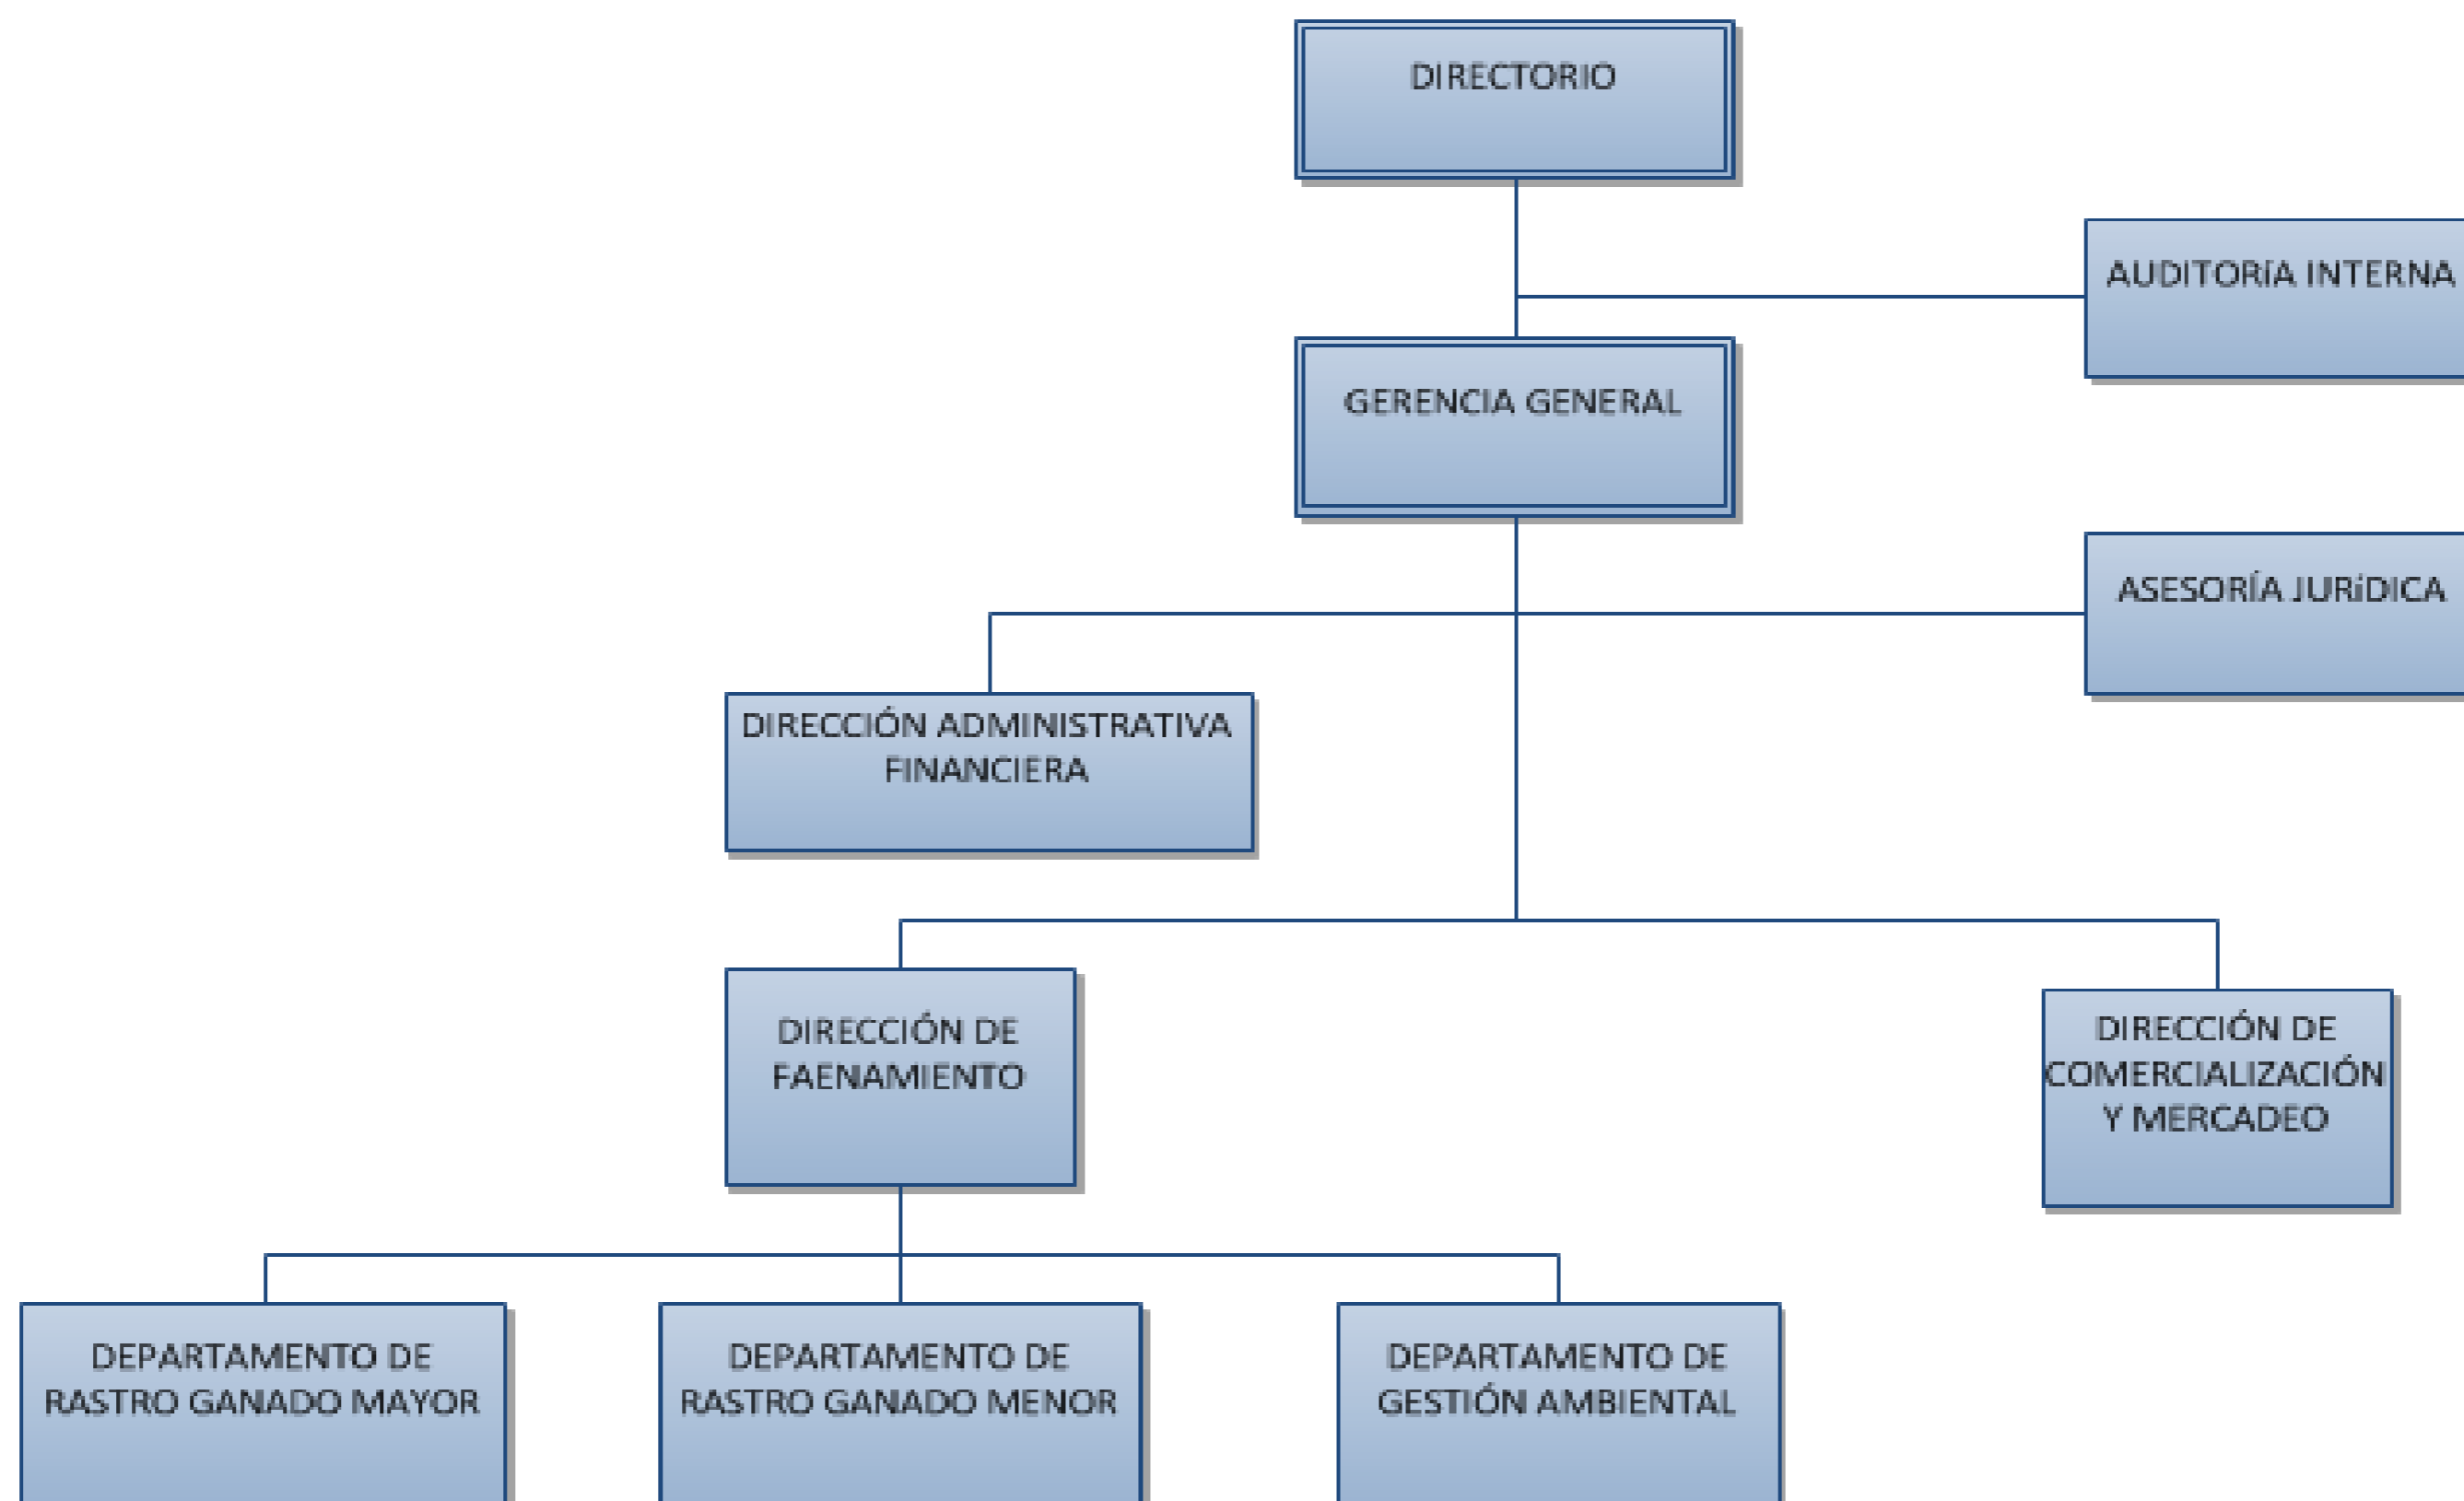 DIRECTORIO
AUDITORíA INTERNA
GERENCIA GENERAL
ASESORÍA JURíDICA
DIRECCIÓN ADMINISTRATIVA
FINANCIERA
DIRECCIÓN DE
FAENAMIENTO
DIRECCIÓN DE
COMERCIALIZACIÓN
Y MERCADEO
DEPARTAMENTO DE
RASTRO GANADO MAYOR
DEPARTAMENTO DE
RASTRO GANADO MENOR
DEPARTAMENTO DE
GESTIÓN AMBIENTAL